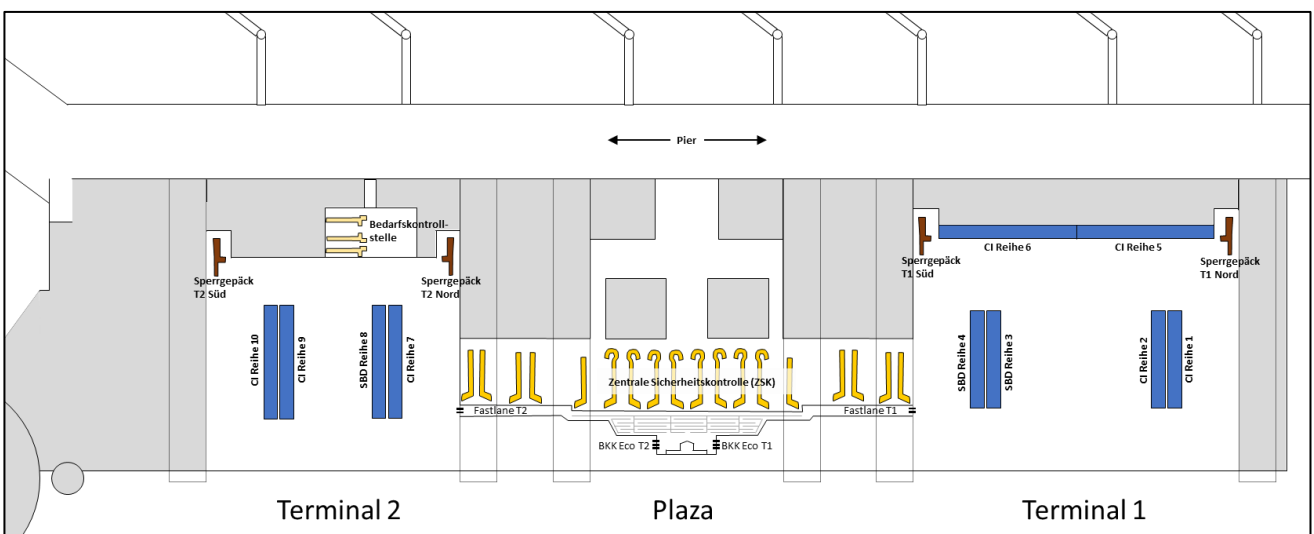 Pier
Bedarfskontroll-
stelle
Sperrgepäck
T2 Süd
Sperrgepäck
T2 Nord
Sperrgepäck
T1 Süd
CI Reihe 6
CI Reihe 5
Sperrgepäck
T1 Nord
CI Reihe 10
CI Reihe 9
SBD Reihe 8
CI Reihe 7
SBD Reihe 4
SBD Reihe 3
CI Reihe 2
CI Reihe 1
Zentrale Sicherheitskontrolle (ZSK)
Fastlane T2
Fastlane T1
BKK Eco T2
BKK Eco T1
Terminal 2
Plaza
Terminal 1